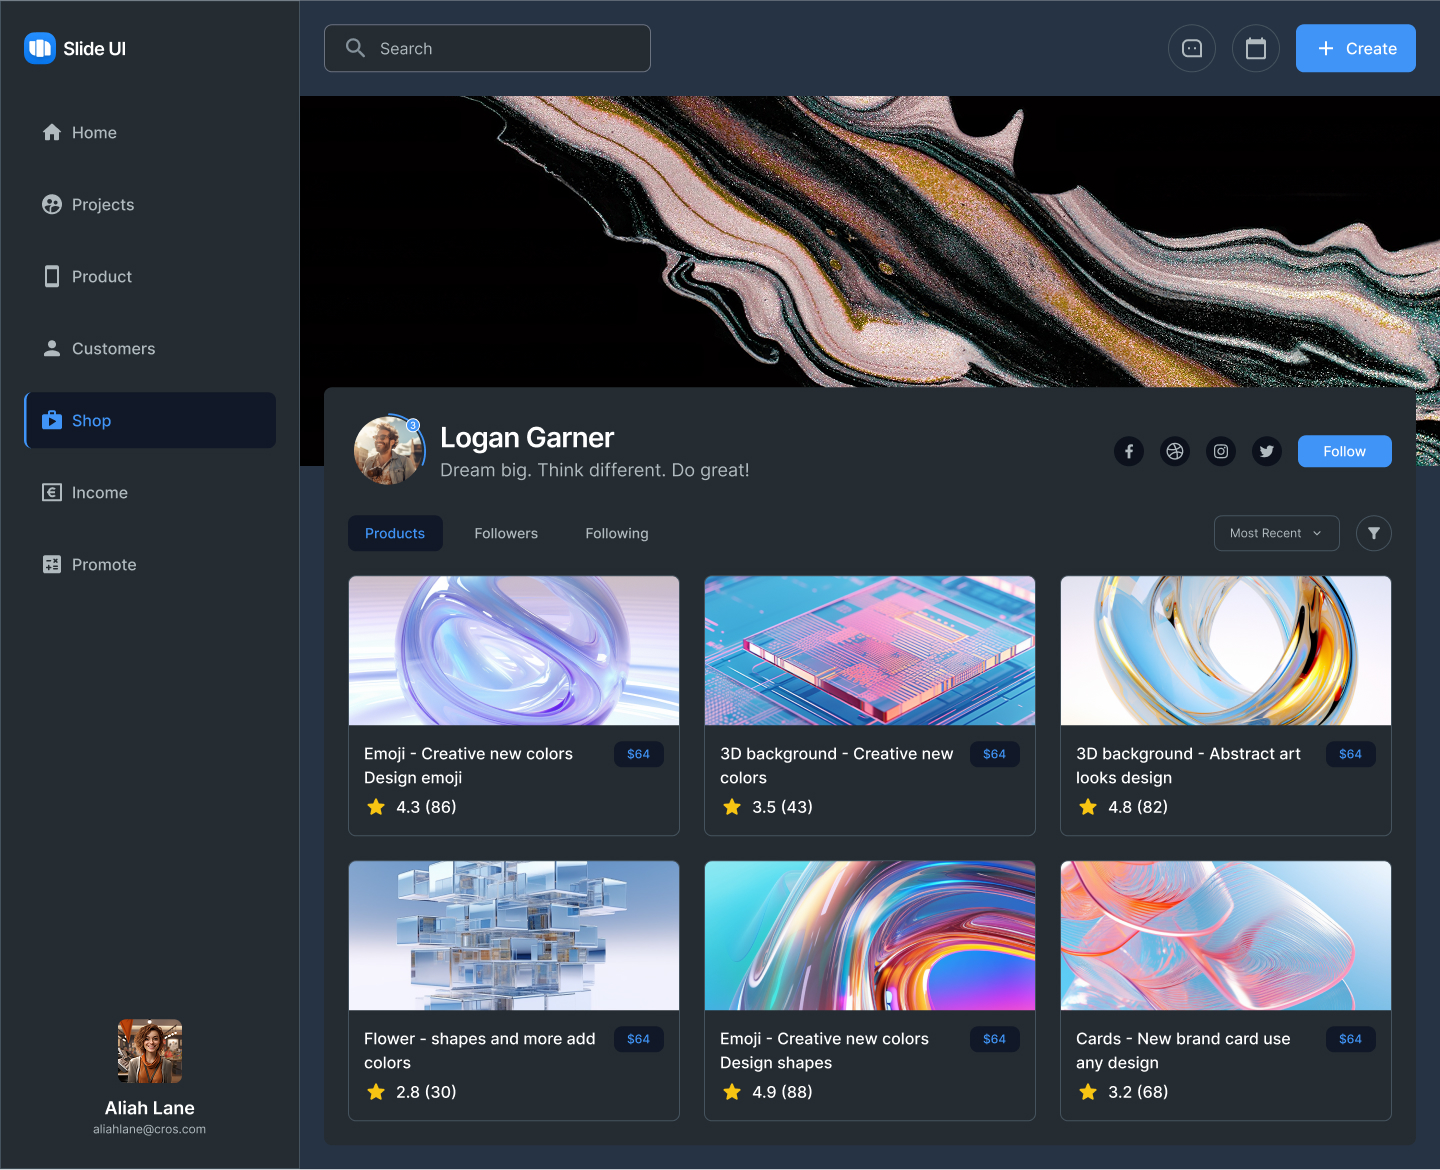 Slide UI
Search
Create
Home
Projects
Product
Customers
Shop
Income
Promote
3
Logan Garner
Dream big. Think different. Do great!
Follow
Products
Followers
Following
Most Recent
Emoji - Creative new colors
Design emoji
$64
4.3 (86)
3D background - Creative new
colors
$64
3.5 (43)
3D background - Abstract art
looks design
$64
4.8 (82)
Flower - shapes and more add
colors
$64
2.8 (30)
Emoji - Creative new colors
Design shapes
$64
4.9 (88)
Cards - New brand card use
any design
$64
3.2 (68)
Aliah Lane
aliahlane@cros.com